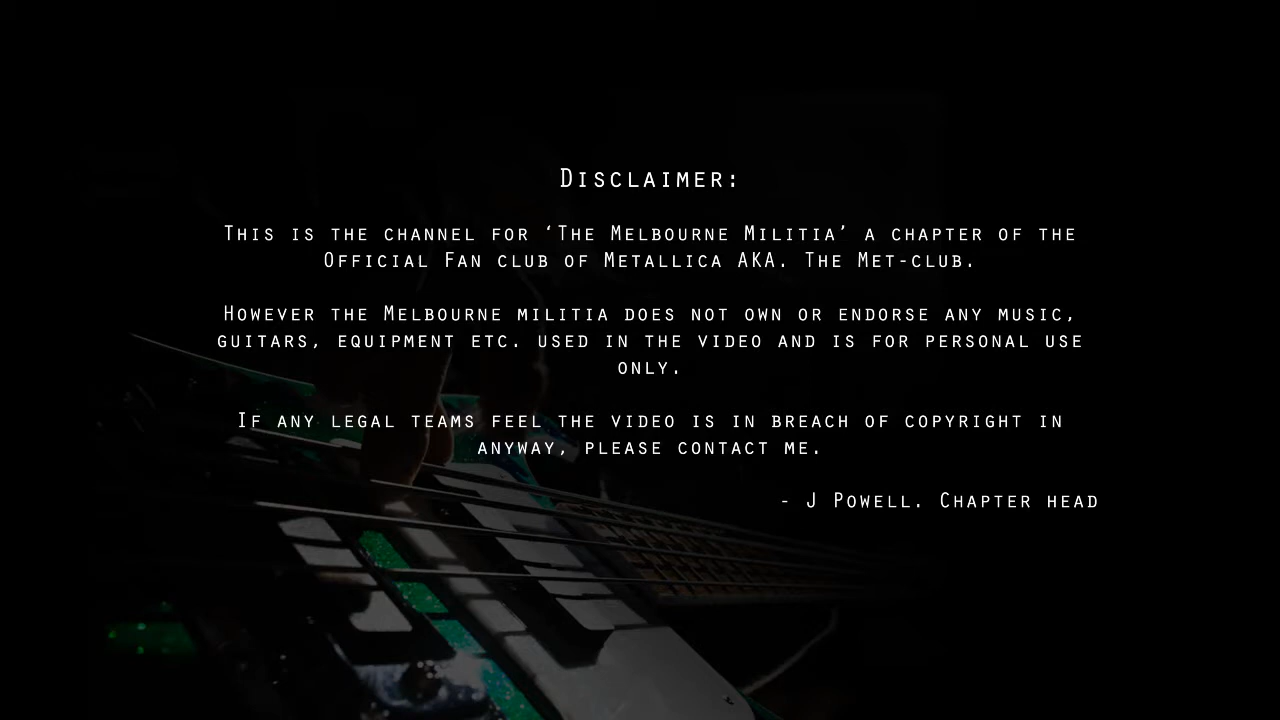 Disclaimer:
This is the channel for ‘The Melbourne Militia’ a chapter of the
Official Fan club of Metallica AKA. The Met-club.
However the Melbourne militia does not own or endorse any music,
guitars, equipment etc. used in the video and is for personal use
only.
If any legal teams feel the video is in breach of copyright in
anyway, please contact me.
- J Powell. Chapter head